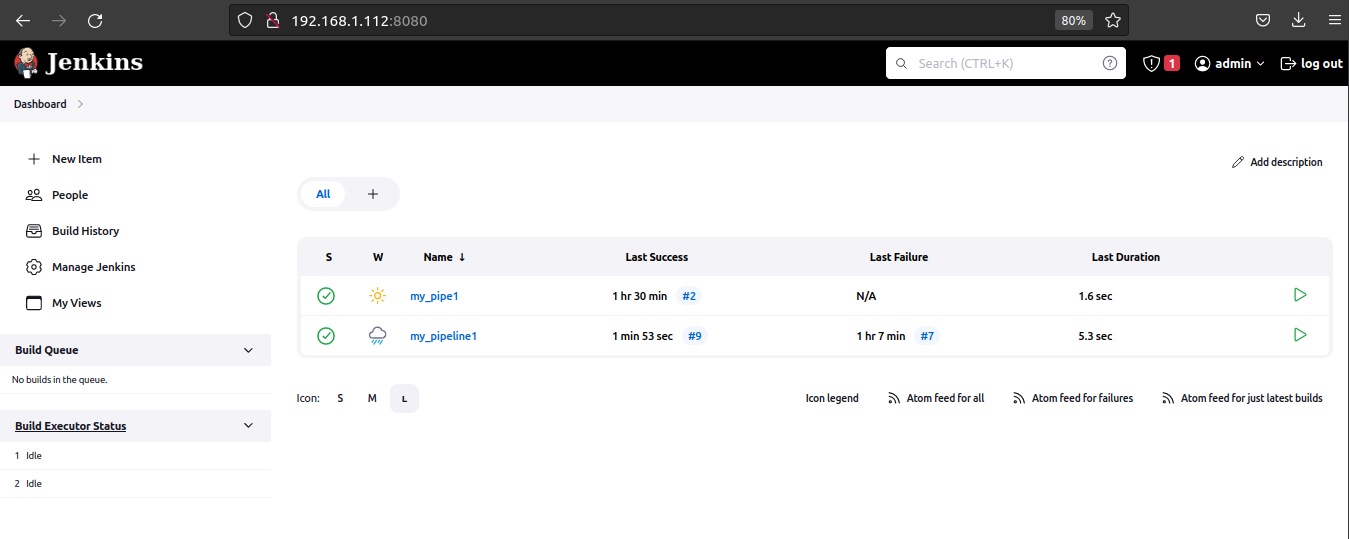 192.168.1.112:8080 80%
Jenkins Search (CTRL+K) 1 admin log out
Dashboard
New Item
People
Build History
Manage Jenkins
My Views
Build Queue
No builds in the queue.
Build Executor Status
1 Idle
2 Idle
Add description
All +
S W Name ↓ Last Success Last Failure Last Duration
my_pipe1 1 hr 30 min #2 N/A 1.6 sec
my_pipeline1 1 min 53 sec #9 1 hr 7 min #7 5.3 sec
Icon: S M L Icon legend Atom feed for all Atom feed for failures Atom feed for just latest builds